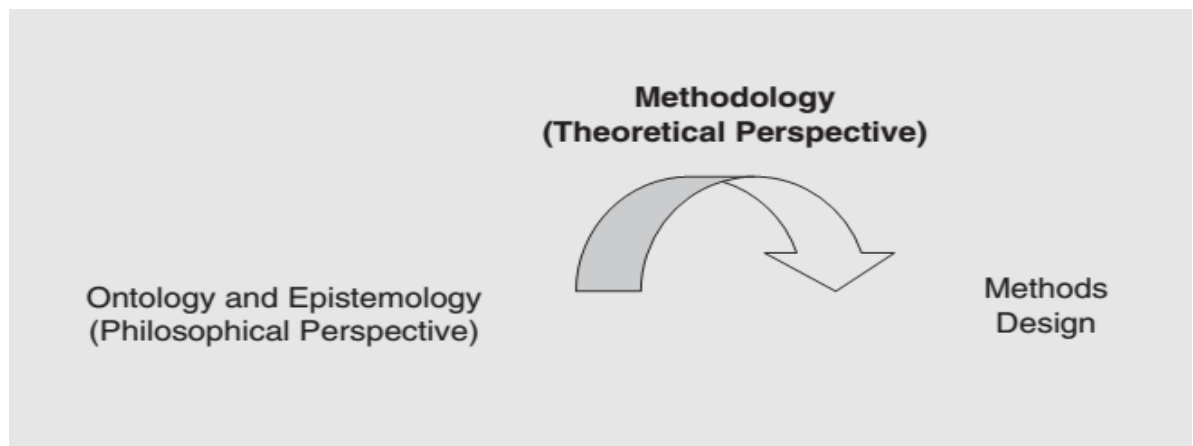 Methodology
(Theoretical Perspective)
Ontology and Epistemology
(Philosophical Perspective)
Methods
Design